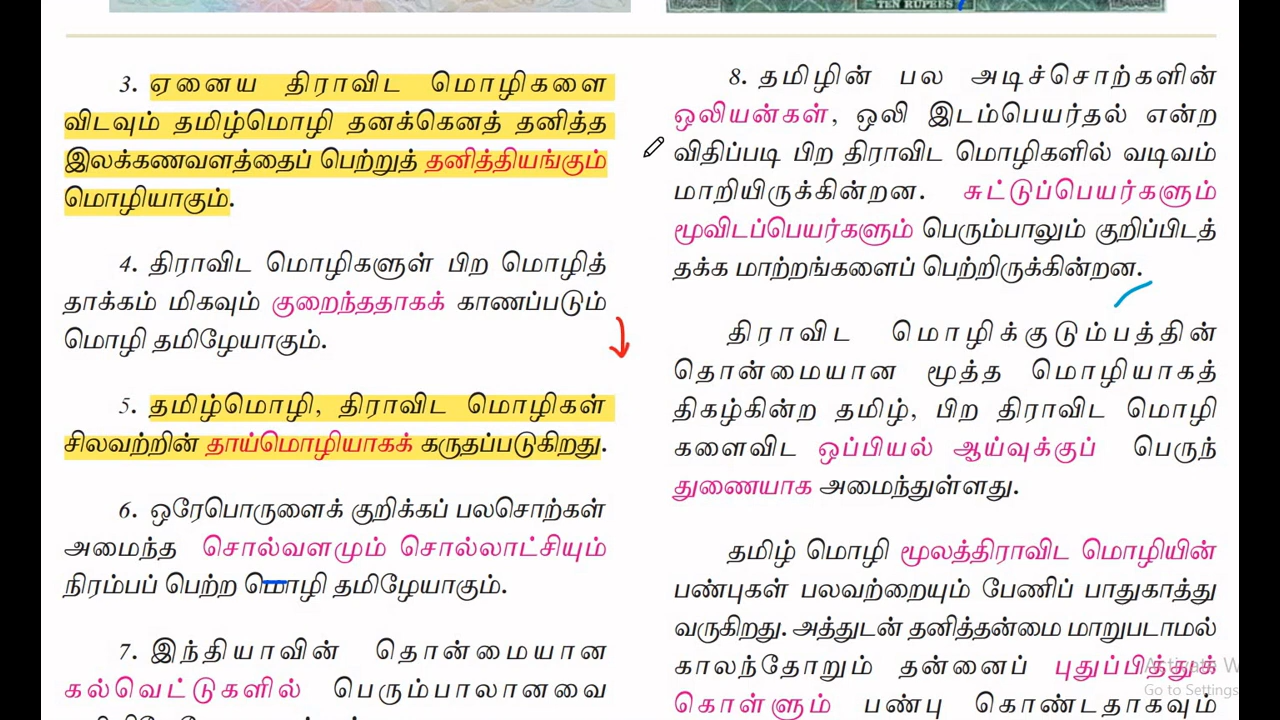 TEN RUPEES
3. ஏனைய திராவிட மொழிகளை
விடவும் தமிழ்மொழி தனக்கெனத் தனித்த
இலக்கணவளத்தைப் பெற்றுத் தனித்தியங்கும்
மொழியாகும்.
4. திராவிட மொழிகளுள் பிற மொழித்
தாக்கம் மிகவும் குறைந்ததாகக் காணப்படும்
மொழி தமிழேயாகும்.
5. தமிழ்மொழி, திராவிட மொழிகள்
சிலவற்றின் தாய்மொழியாகக் கருதப்படுகிறது.
6. ஒரேபொருளைக் குறிக்கப் பலசொற்கள்
அமைந்த சொல்வளமும் சொல்லாட்சியும்
நிரம்பப் பெற்ற மொழி தமிழேயாகும்.
7. இந்தியாவின் தொன்மையான
கல்வெட்டுகளில் பெரும்பாலானவை
8. தமிழின் பல அடிச்சொற்களின்
ஒலியன்கள், ஒலி இடம்பெயர்தல் என்ற
விதிப்படி பிற திராவிட மொழிகளில் வடிவம்
மாறியிருக்கின்றன. சுட்டுப்பெயர்களும்
மூவிடப்பெயர்களும் பெரும்பாலும் குறிப்பிடத்
தக்க மாற்றங்களைப் பெற்றிருக்கின்றன.
திராவிட மொழிக்குடும்பத்தின்
தொன்மையான மூத்த மொழியாகத்
திகழ்கின்ற தமிழ், பிற திராவிட மொழி
களைவிட ஒப்பியல் ஆய்வுக்குப் பெருந்
துணையாக அமைந்துள்ளது.
தமிழ் மொழி மூலத்திராவிட மொழியின்
பண்புகள் பலவற்றையும் பேணிப் பாதுகாத்து
வருகிறது. அத்துடன் தனித்தன்மை மாறுபடாமல்
காலந்தோறும் தன்னைப் புதுப்பித்துக்
கொள்ளும் பண்பு கொண்டதாகவும்
Activate W
Go to Settings